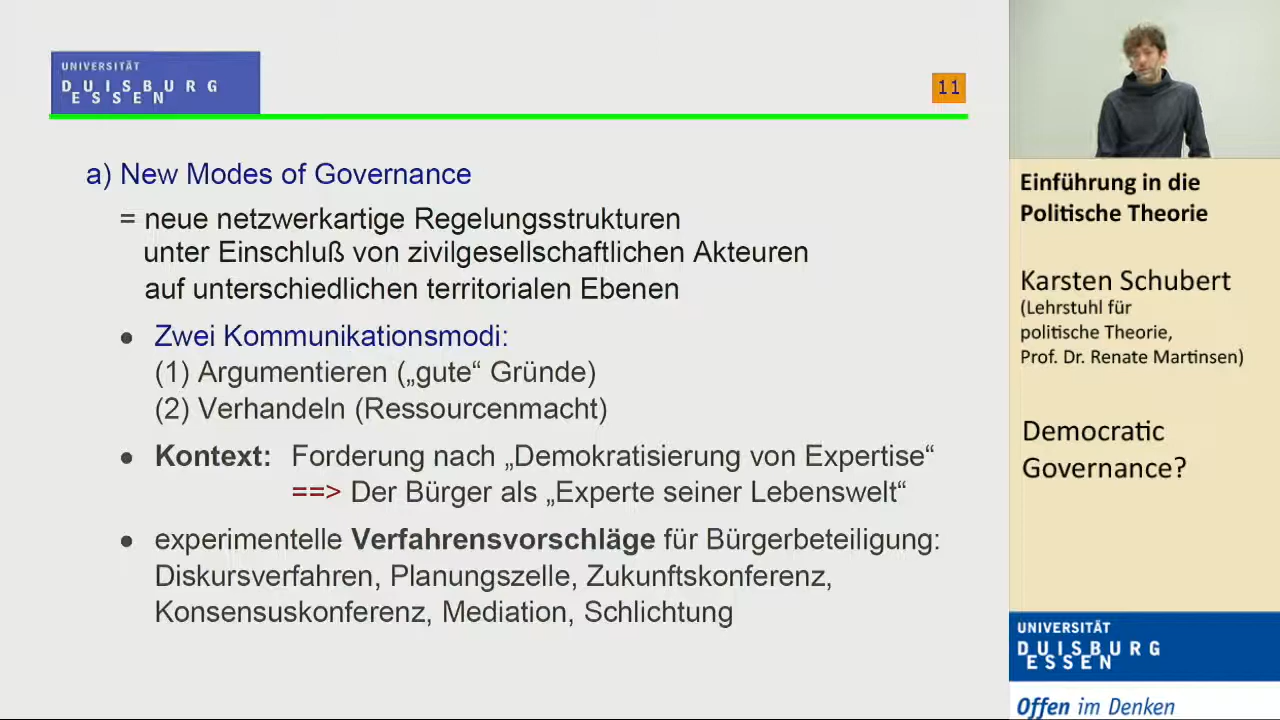 UNIVERSITÄT
DUISBURG
ESSEN
11
a) New Modes of Governance
= neue netzwerkartige Regelungsstrukturen
unter Einschluß von zivilgesellschaftlichen Akteuren
auf unterschiedlichen territorialen Ebenen
• Zwei Kommunikationsmodi:
(1) Argumentieren („gute“ Gründe)
(2) Verhandeln (Ressourcenmacht)
• Kontext: Forderung nach „Demokratisierung von Expertise“
==> Der Bürger als „Experte seiner Lebenswelt“
• experimentelle Verfahrensvorschläge für Bürgerbeteiligung:
Diskursverfahren, Planungszelle, Zukunftskonferenz,
Konsensuskonferenz, Mediation, Schlichtung
Einführung in die
Politische Theorie
Karsten Schubert
(Lehrstuhl für
politische Theorie,
Prof. Dr. Renate Martinsen)
Democratic
Governance?
UNIVERSITÄT
DUISBURG
ESSEN
Offen im Denken